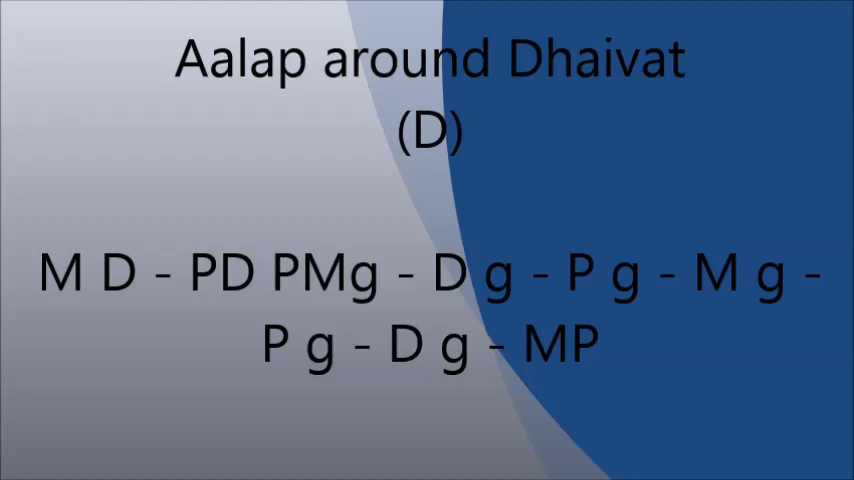 Aalap around Dhaivat
(D)
M D - PD PMg - D g - P g - M g -
P g - D g - MP